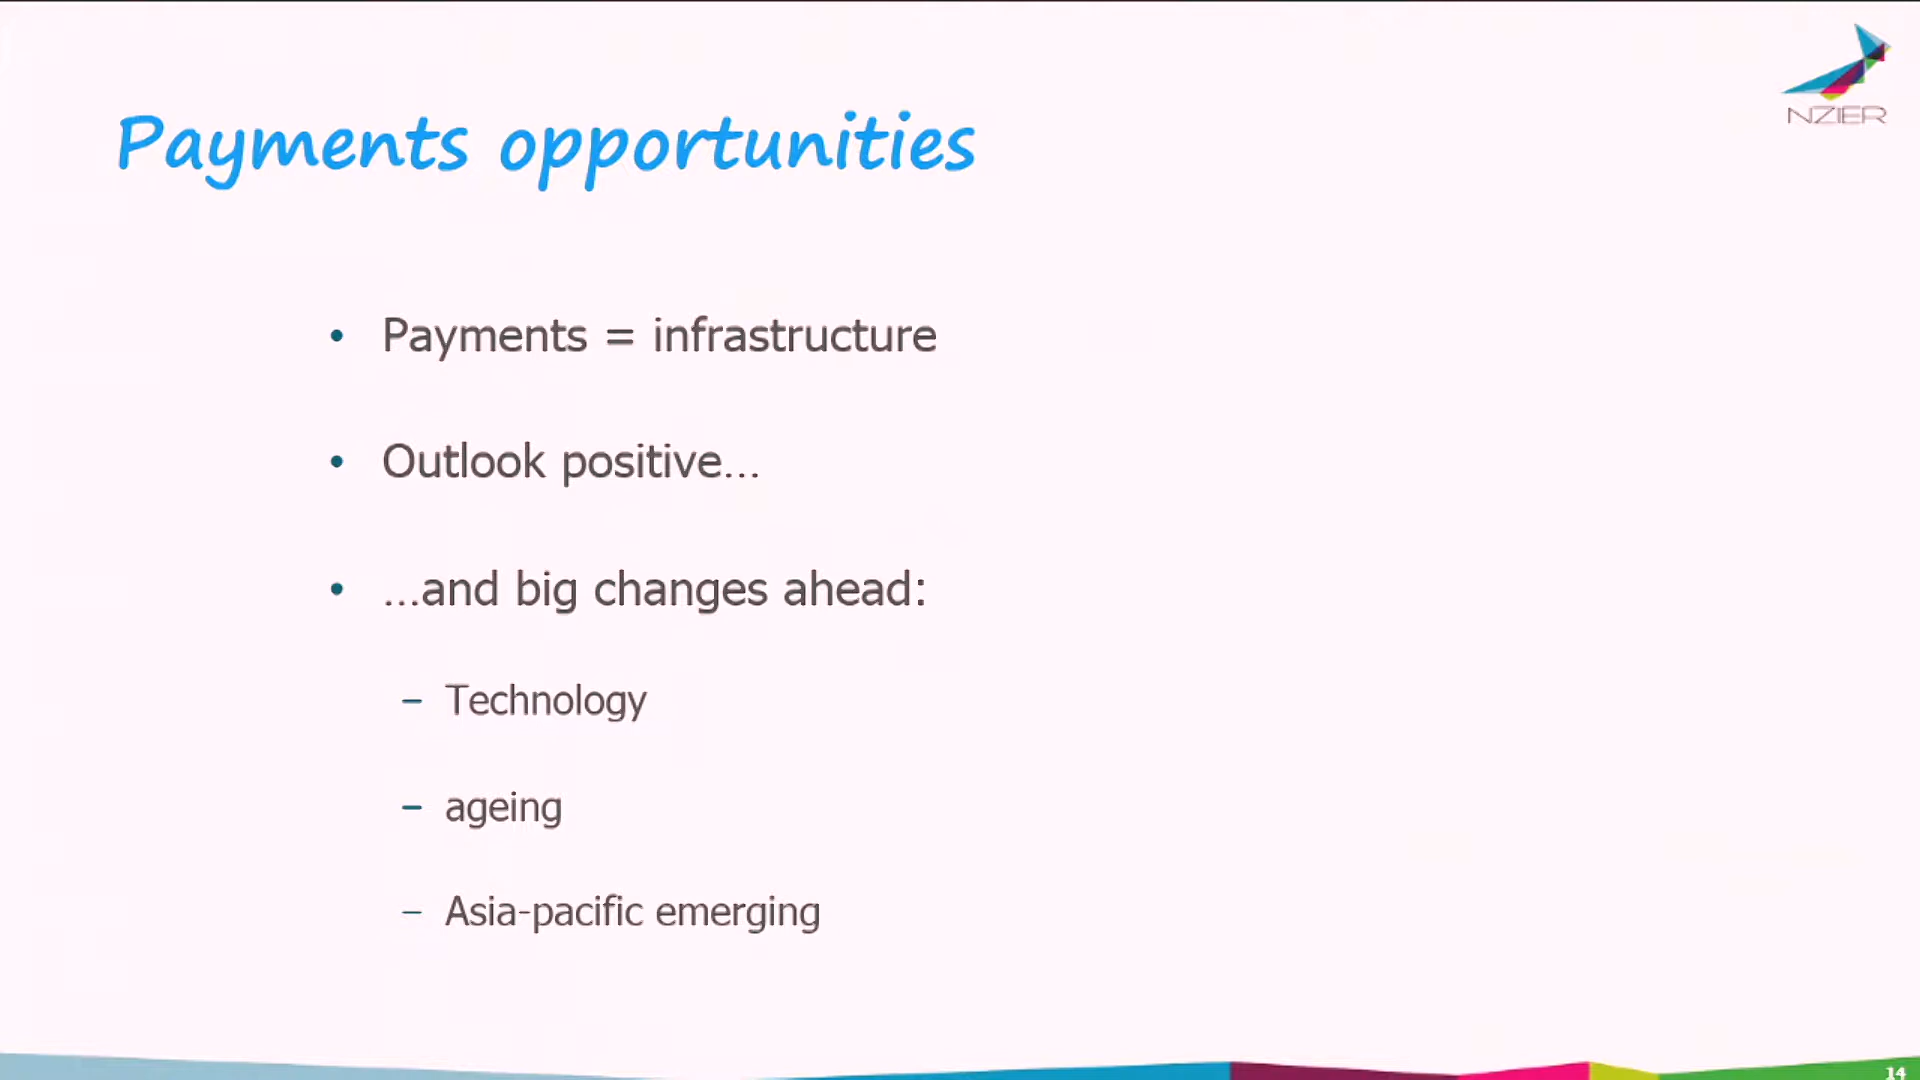 NZIER
Payments opportunities
• Payments = infrastructure
• Outlook positive...
• ...and big changes ahead:
– Technology
– ageing
– Asia-pacific emerging
14